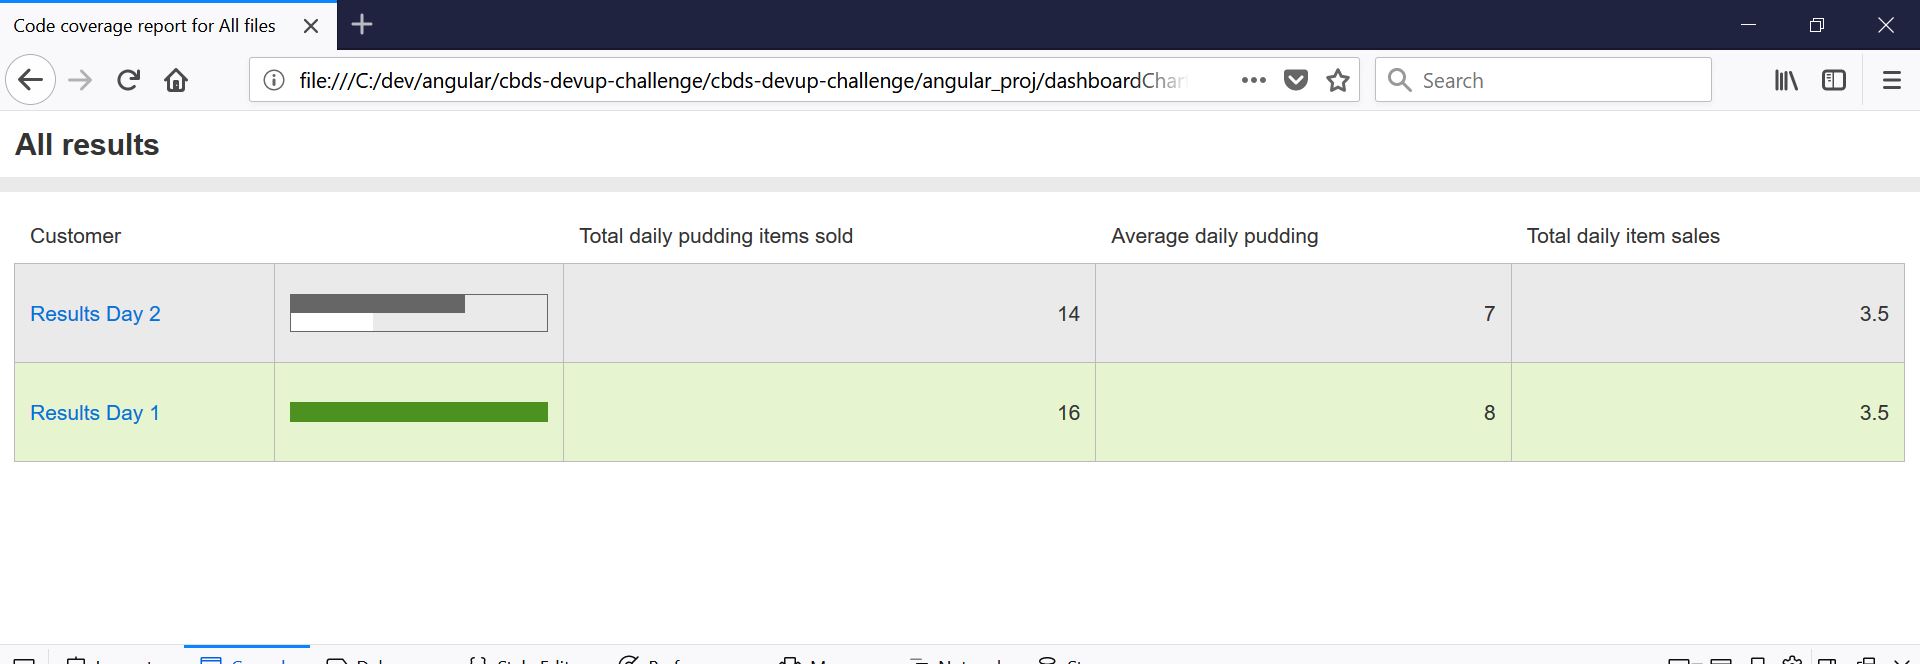 Code coverage report for All files
file:///C:/dev/angular/cbds-devup-challenge/cbds-devup-challenge/angular_proj/dashboardChar
Search
All results
Customer Total daily pudding items sold Average daily pudding Total daily item sales
Results Day 2 14 7 3.5
Results Day 1 16 8 3.5